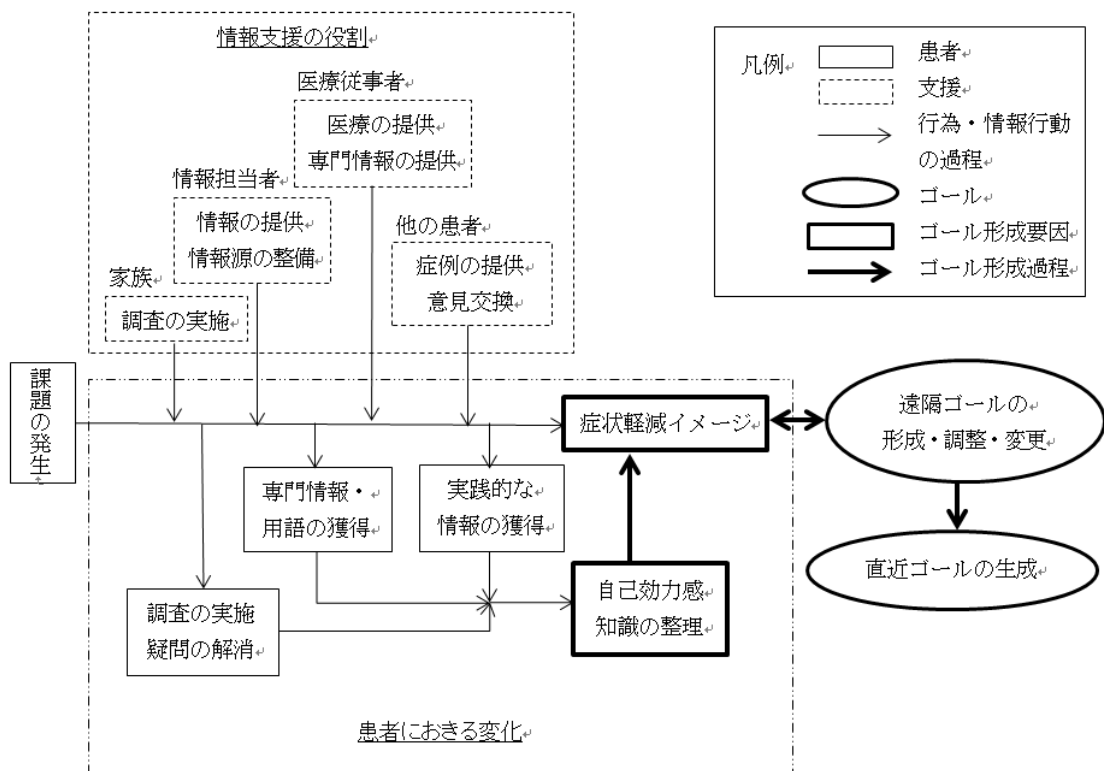 情報支援の役割
医療従事者
医療の提供
専門情報の提供
情報担当者
情報の提供
情報源の整備
他の患者
症例の提供
意見交換
家族
調査の実施
凡例
患者
支援
行為・情報行動
の過程
ゴール
ゴール形成要因
ゴール形成過程
課題の発生
症状軽減イメージ
遠隔ゴールの
形成・調整・変更
専門情報・
用語の獲得
実践的な
情報の獲得
直近ゴールの生成
調査の実施
疑問の解消
自己効力感
知識の整理
患者におきる変化